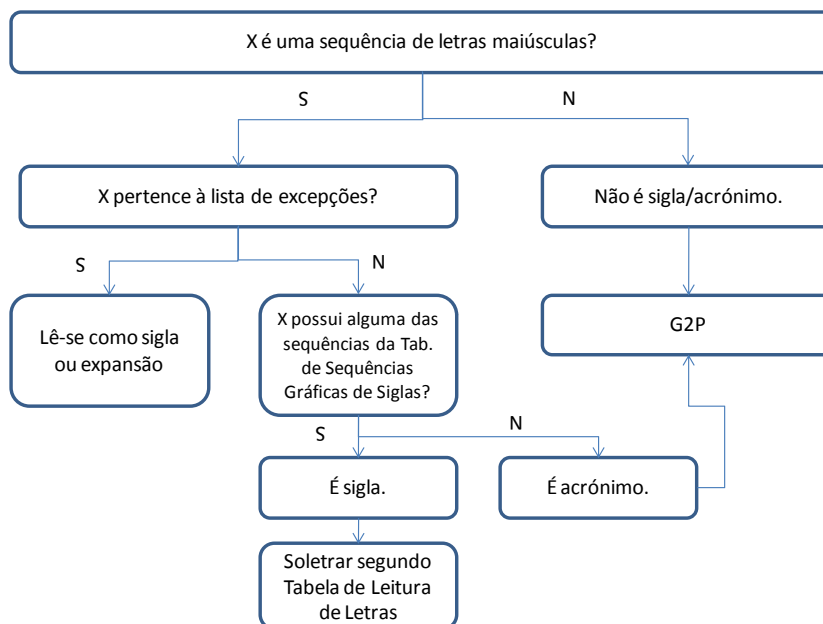 X é uma sequência de letras maiúsculas?
S
N
X pertence à lista de excepções?
Não é sigla/acrónimo.
S
N
Lê-se como sigla
ou expansão
X possui alguma das
sequências da Tab.
de Sequências
Gráficas de Siglas?
G2P
S
N
É sigla.
É acrónimo.
Soletrar segundo
Tabela de Leitura
de Letras